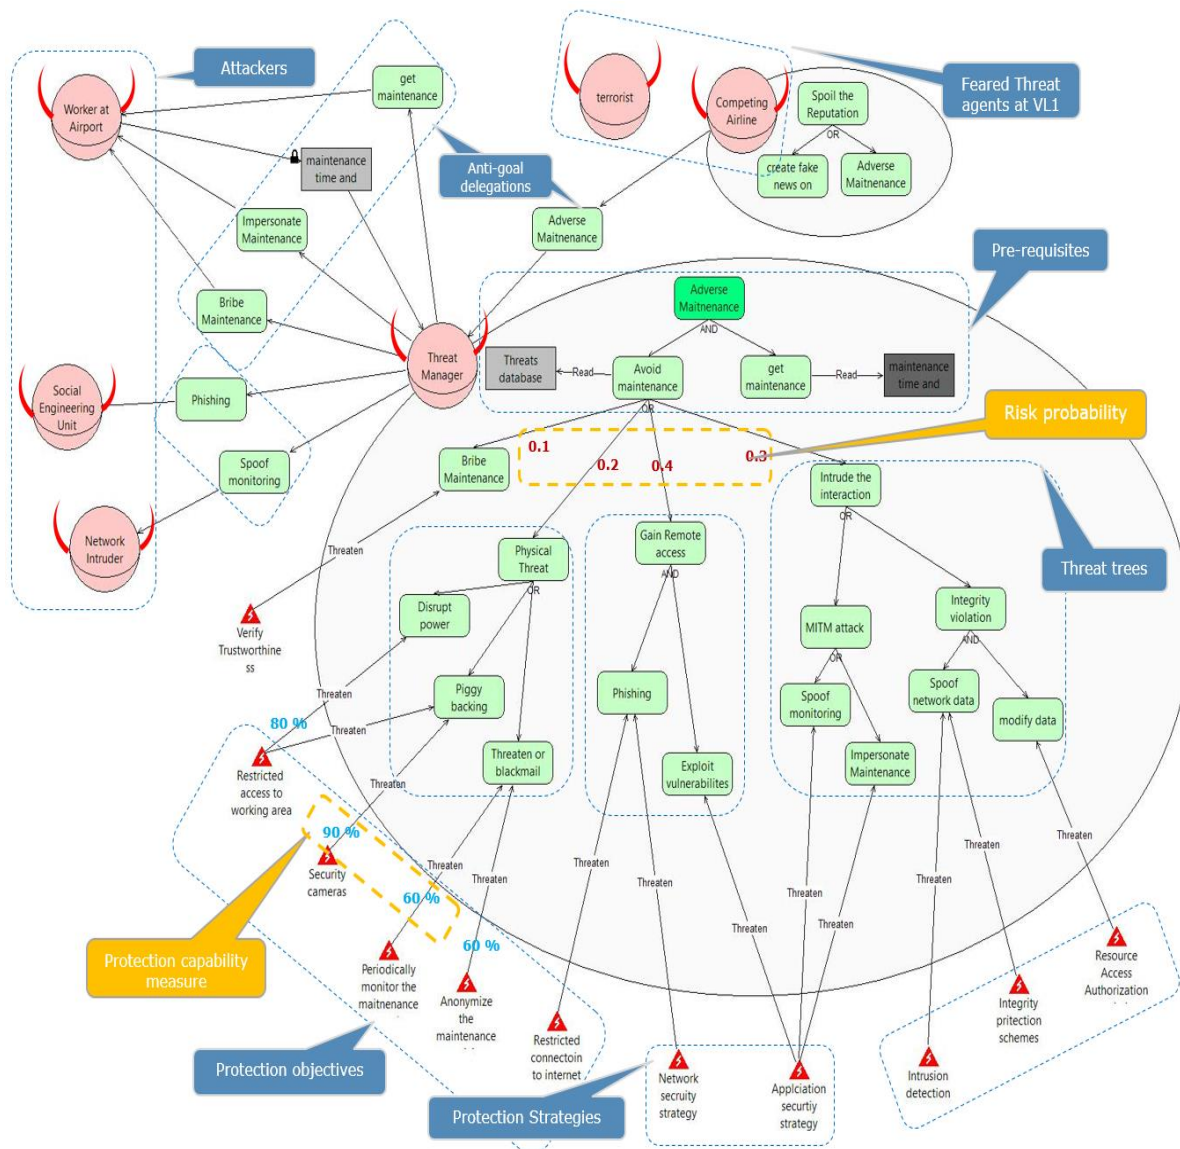 Attackers
Worker at
Airport
get
maintenance
terrorist
Competing
Airline
Spoil the
Reputation
OR
create fake
news on
Adverse
Maitnenance
Feared Threat
agents at VL1
maintenance
time and
Anti-goal
delegations
Impersonate
Maintenance
Adverse
Maitnenance
Pre-requisites
Bribe
Maintenance
Adverse
Maitnenance
AND
Threat
Manager
Threats
database
Read
Avoid
maintenance
OR
get
maintenance
Read
maintenance
time and
Social
Engineering
Unit
Phishing
Risk probability
0.1
0.2
0.4
0.3
Spoof
monitoring
Bribe
Maintenance
Intrude the
interaction
OR
Network
Intruder
Threaten
Physical
Threat
OR
Gain Remote
access
AND
Threat trees
Disrupt
power
MITM attack
OR
Integrity
violation
AND
Verify
Trustworthine
ss
Threaten
Piggy
backing
Phishing
Spoof
monitoring
Spoof
network data
modify data
80 %
Threaten
Restricted
access to
working area
Threaten or
blackmail
Exploit
vulnerabilites
Impersonate
Maintenance
Threaten
90 %
Security
cameras
Threaten
Threaten
60 %
Threaten
Threaten
Threaten
Threaten
Threaten
Threaten
Threaten
Threaten
Protection capability
measure
60 %
Periodically
monitor the
maitnenance
Anonymize
the
maintenance
Restricted
connectoin
to internet
Resource
Access
Authorization
Integrity
pritection
schemes
Intrusion
detection
Protection objectives
Network
secruity
strategy
Applciation
securtiy
strategy
Protection Strategies